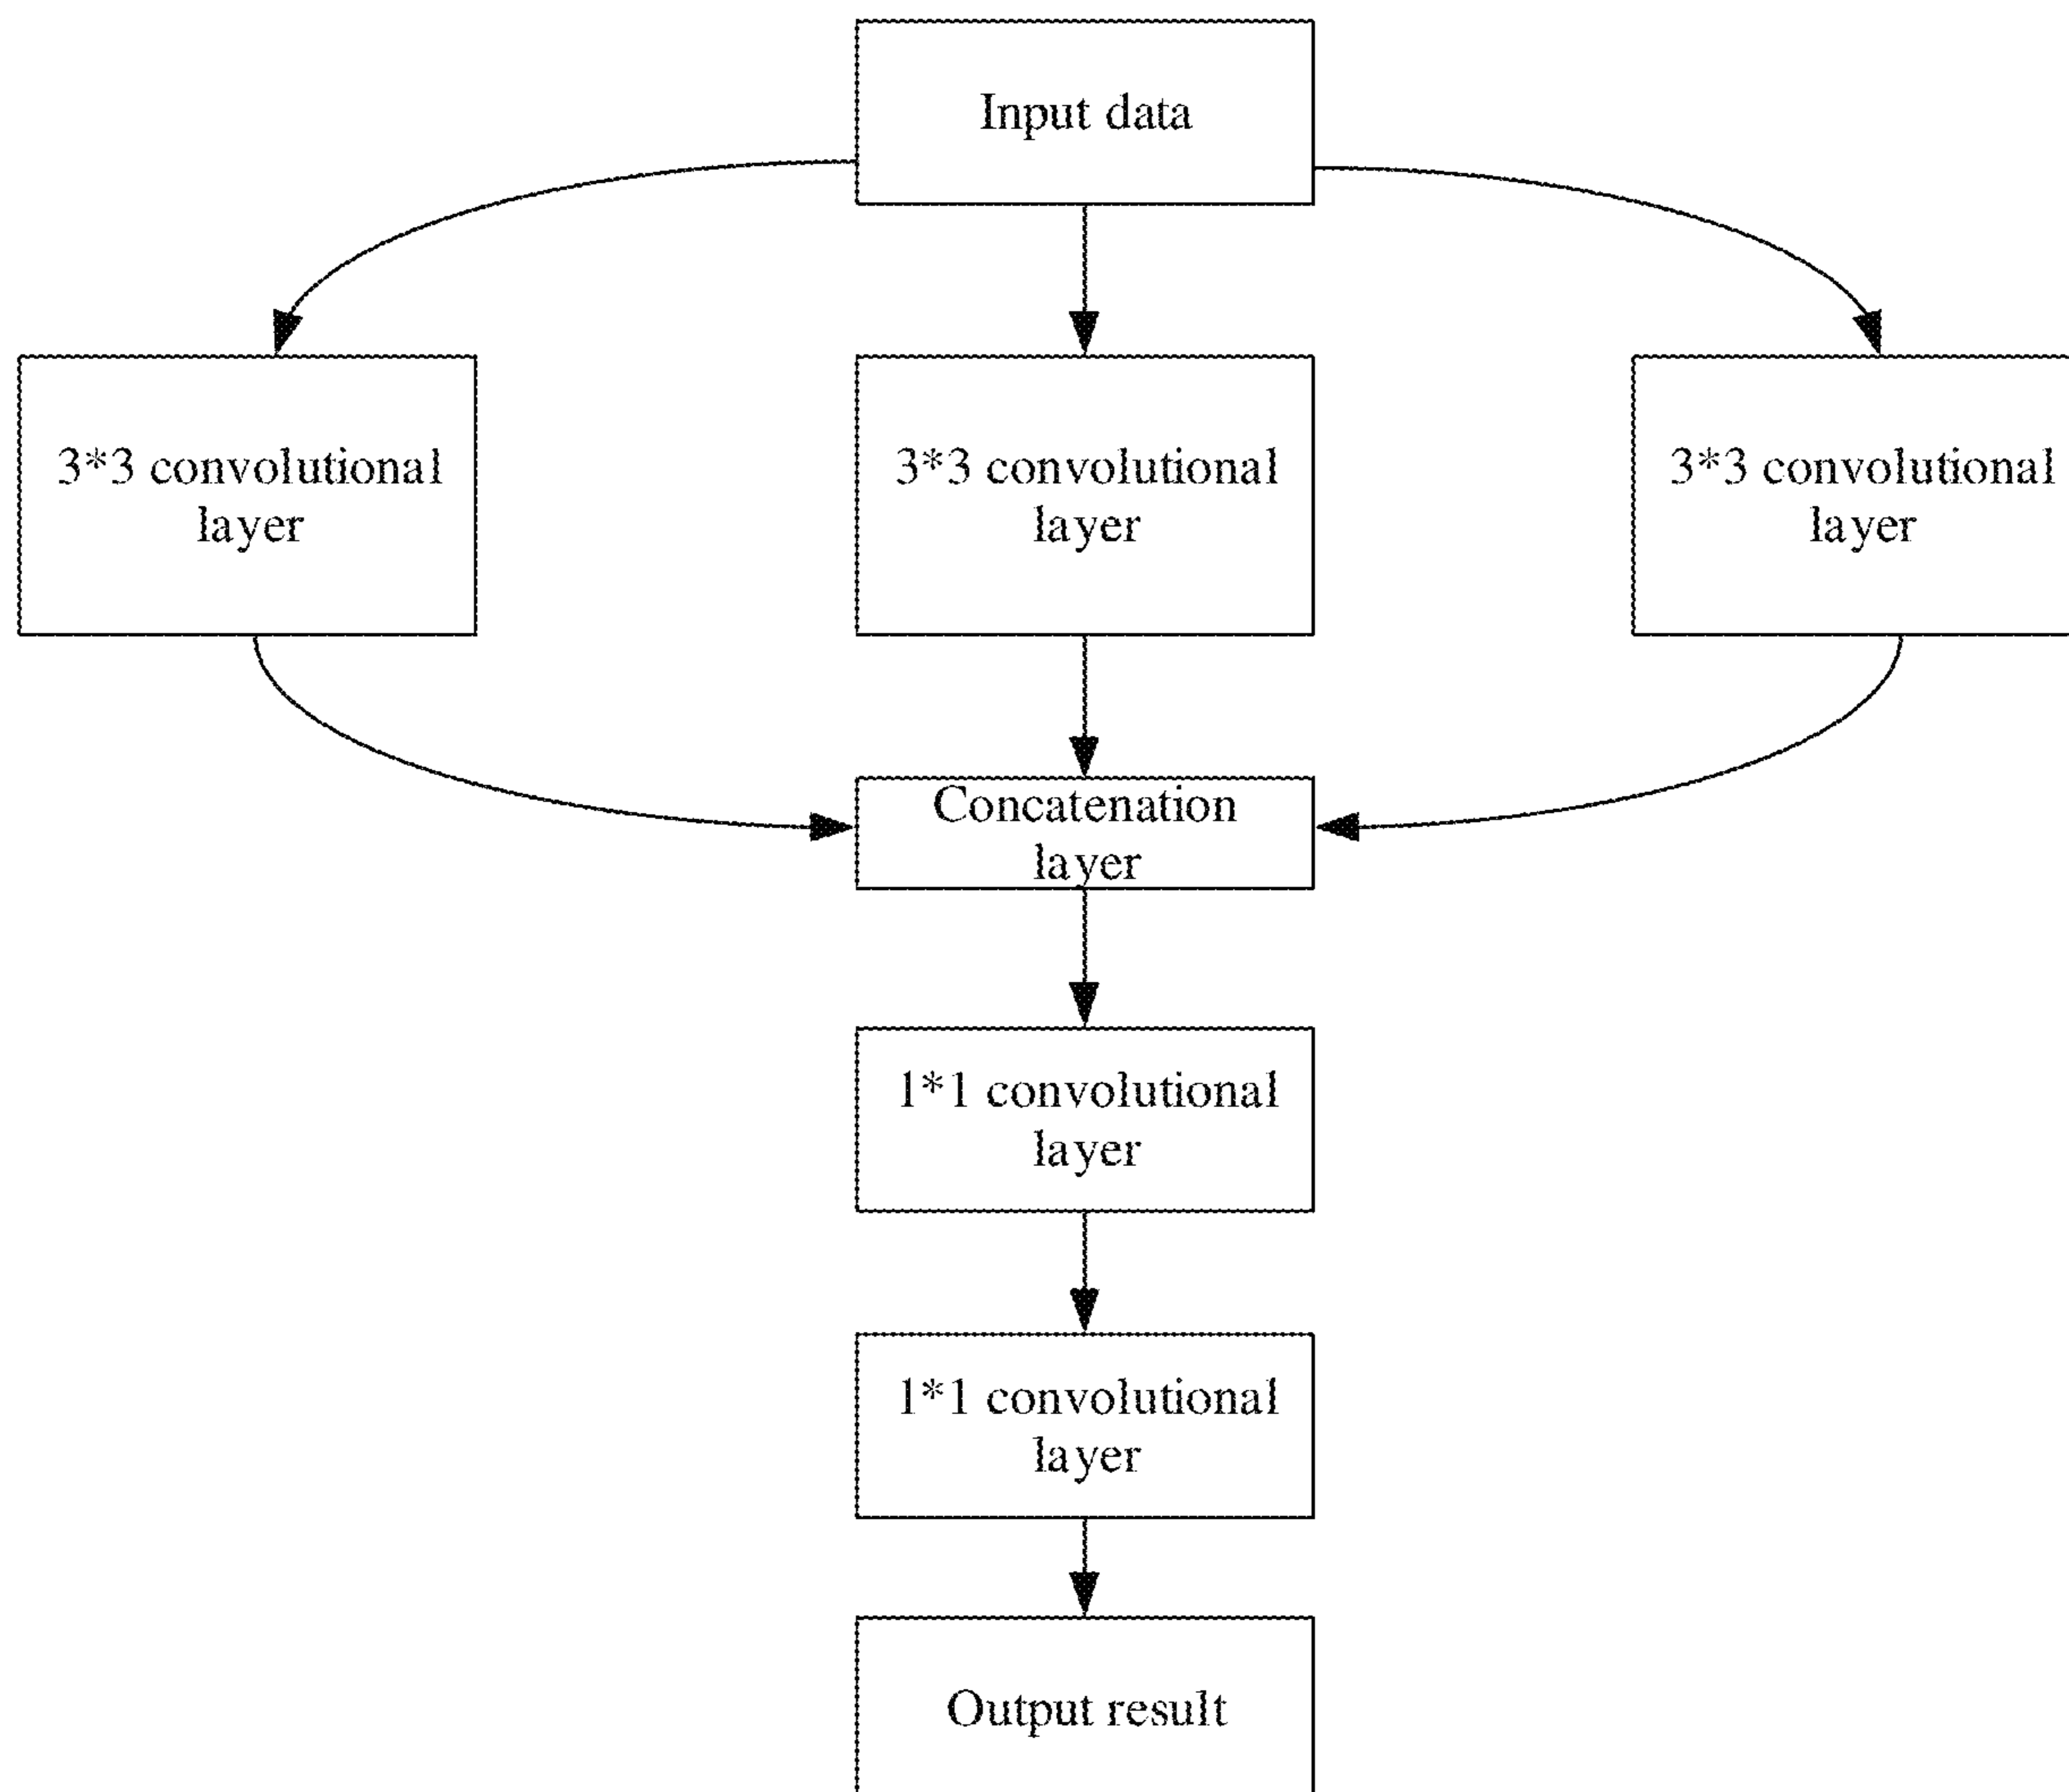 Input data
3*3 convolutional
layer
3*3 convolutional
layer
3*3 convolutional
layer
Concatenation
layer
1*1 convolutional
layer
1*1 convolutional
layer
Output result